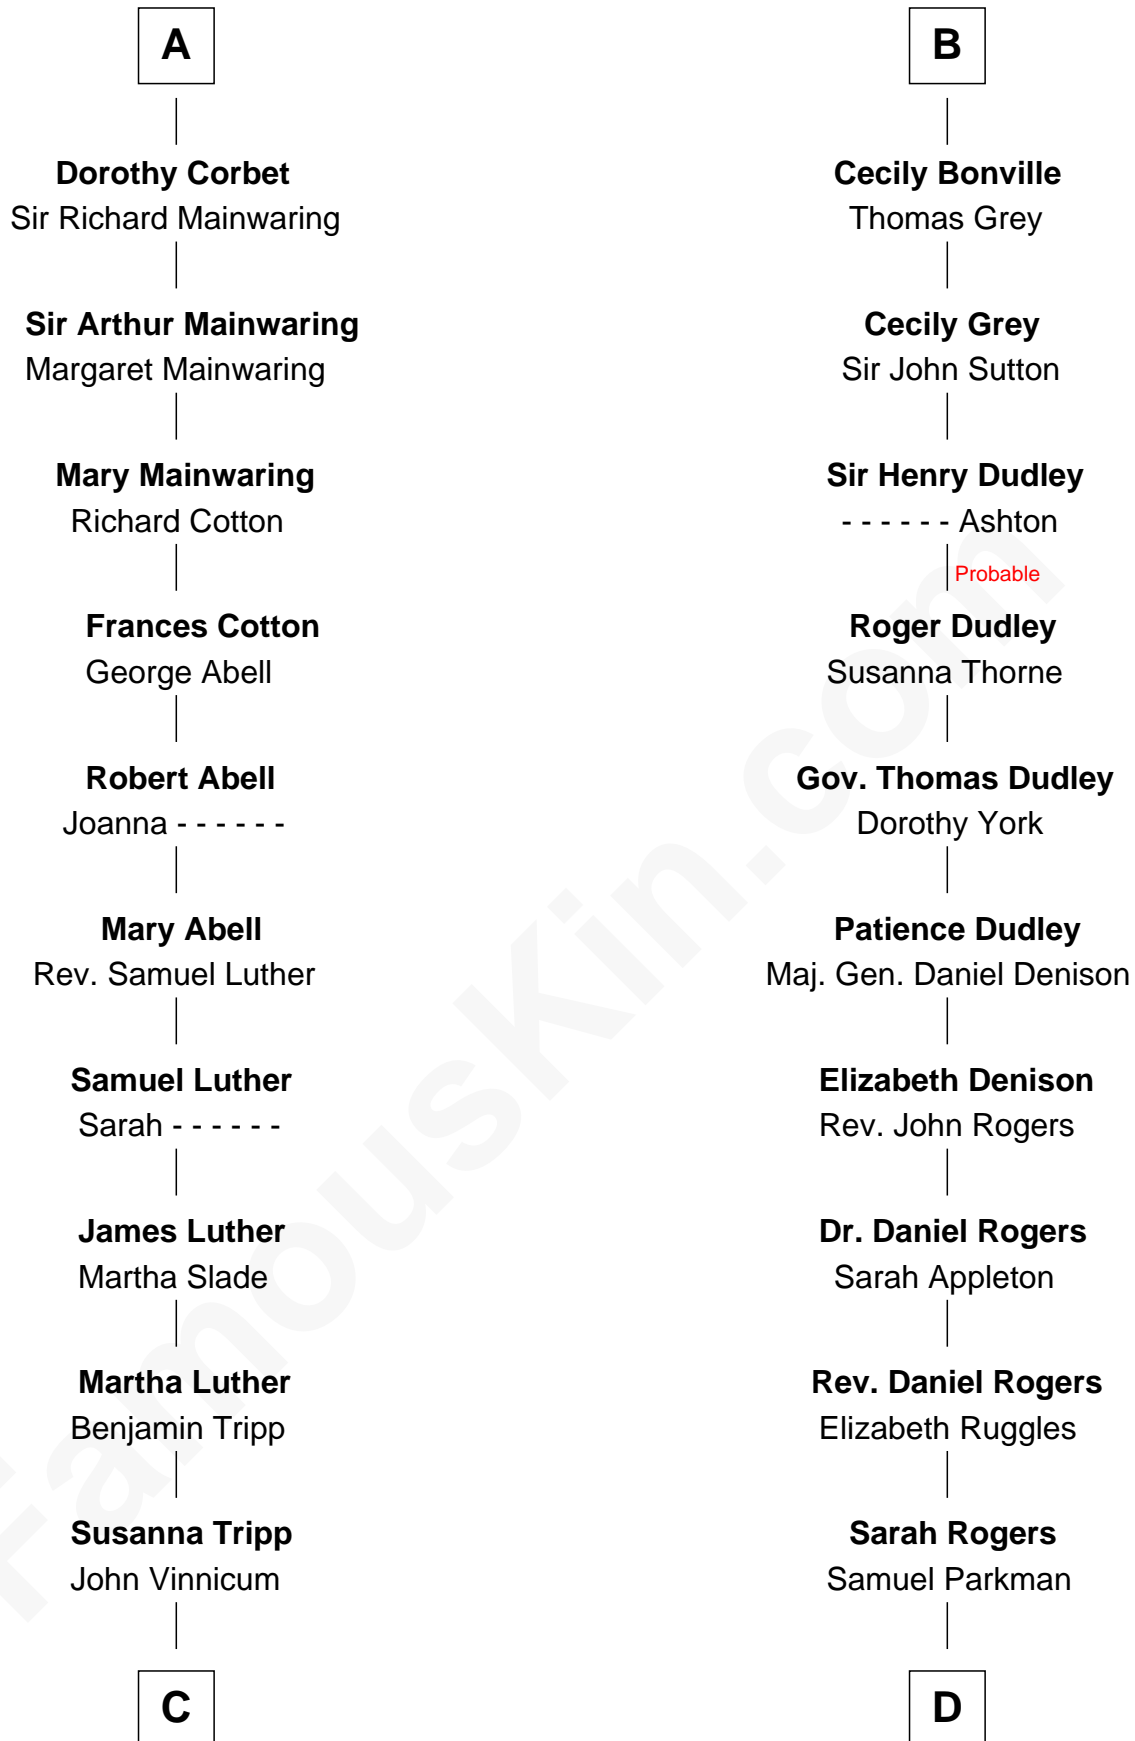 A
Dorothy Corbet
Sir Richard Mainwaring
Sir Arthur Mainwaring
Margaret Mainwaring
Mary Mainwaring
Richard Cotton
Frances Cotton
George Abell
Robert Abell
Joanna - - - - - -
Mary Abell
Rev. Samuel Luther
Samuel Luther
Sarah - - - - - -
James Luther
Martha Slade
Martha Luther
Benjamin Tripp
Susanna Tripp
John Vinnicum
C
B
Cecily Bonville
Thomas Grey
Cecily Grey
Sir John Sutton
Sir Henry Dudley
- - - - - - Ashton
Probable
Roger Dudley
Susanna Thorne
Gov. Thomas Dudley
Dorothy York
Patience Dudley
Maj. Gen. Daniel Denison
Elizabeth Denison
Rev. John Rogers
Dr. Daniel Rogers
Sarah Appleton
Rev. Daniel Rogers
Elizabeth Ruggles
Sarah Rogers
Samuel Parkman
D
FamousKin.com